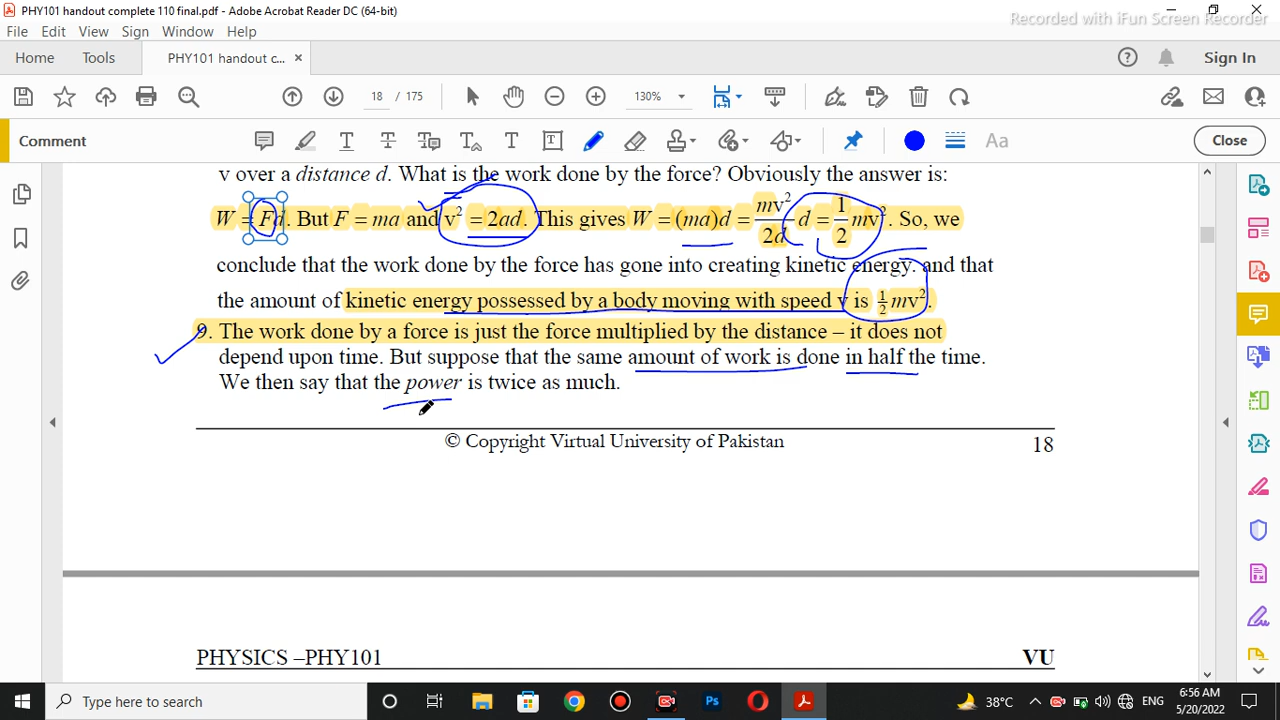 PHY101 handout complete 110 final.pdf - Adobe Acrobat Reader DC (64-bit)
Recorded with iFun Screen Recorder
File Edit View Sign Window Help
Home Tools PHY101 handout c... × Sign In
18 / 175 130%
Comment Close
v over a distance d. What is the work done by the force? Obviously the answer is:
W = Fd. But F = ma and v² = 2ad. This gives W = (ma)d = mv²/2d d = 1/2 mv². So, we
conclude that the work done by the force has gone into creating kinetic energy. and that
the amount of kinetic energy possessed by a body moving with speed v is ½mv².
9. The work done by a force is just the force multiplied by the distance – it does not
depend upon time. But suppose that the same amount of work is done in half the time.
We then say that the power is twice as much.
© Copyright Virtual University of Pakistan 18
PHYSICS –PHY101 VU
Type here to search 38°C ENG 6:56 AM
5/20/2022